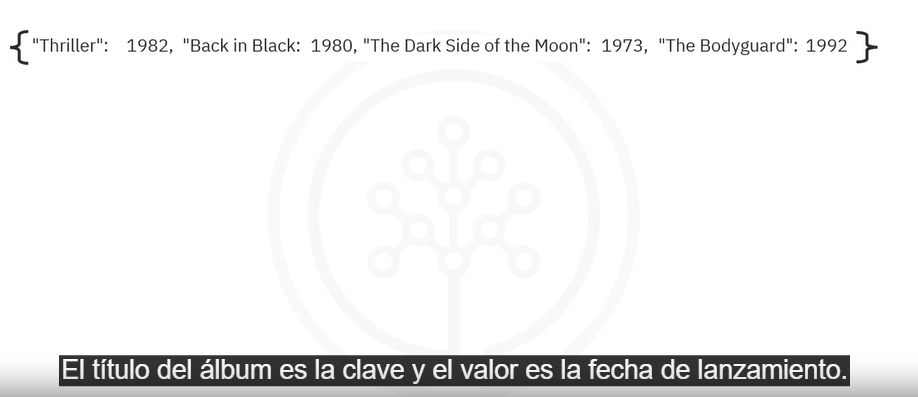 {"Thriller": 1982, "Back in Black: 1980, "The Dark Side of the Moon": 1973, "The Bodyguard": 1992 }
El título del álbum es la clave y el valor es la fecha de lanzamiento.